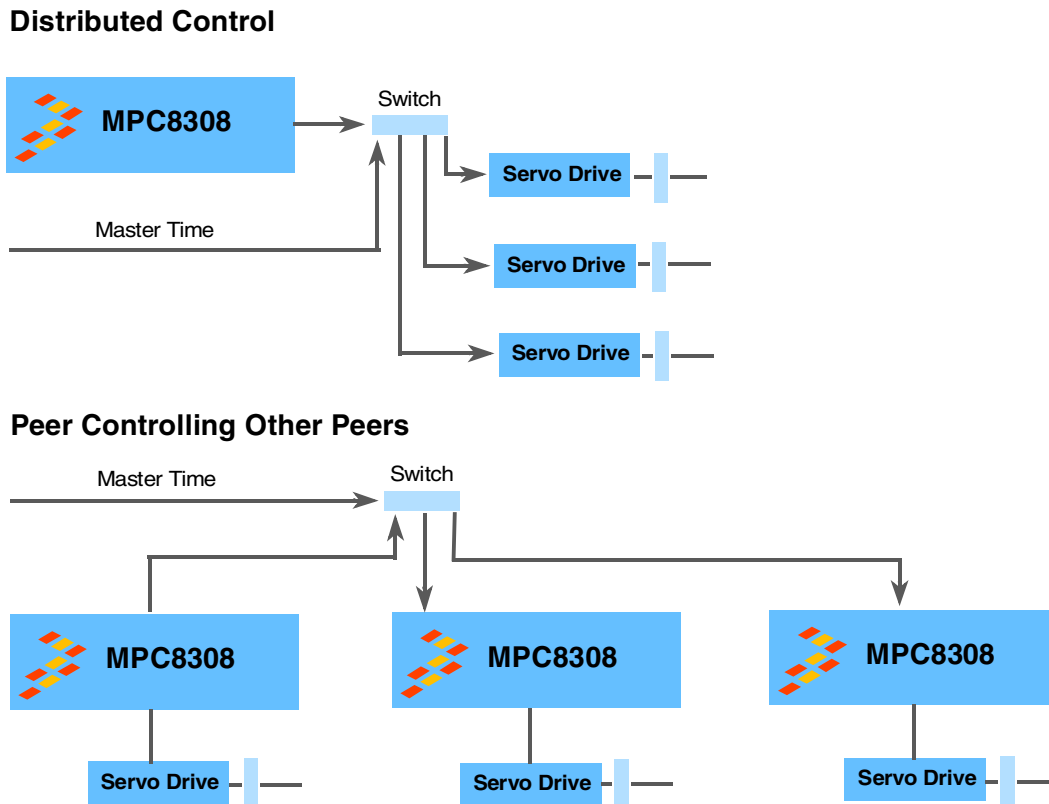 Distributed Control
Switch
MPC8308
Servo Drive
Master Time
Servo Drive
Servo Drive
Peer Controlling Other Peers
Master Time
Switch
MPC8308
MPC8308
MPC8308
Servo Drive
Servo Drive
Servo Drive